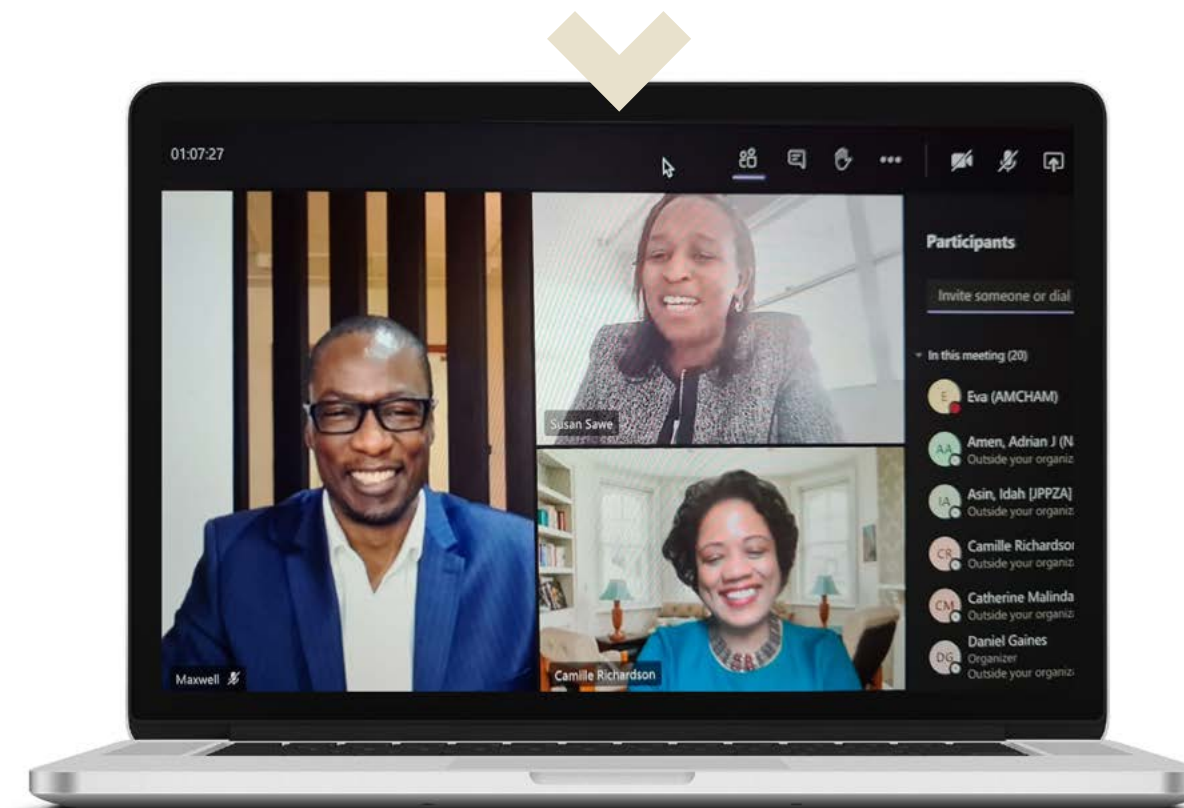 01:07:27
Maxwell
Susan Sawe
Camille Richardson
Participants
Invite someone or dial
In this meeting (20)
E
Eva (AMCHAM)
AA
Amen, Adrian J (N
Outside your organiz
IA
Asin, Idah [JPPZA]
Outside your organiz
CR
Camille Richardso
Outside your organiz
CM
Catherine Malinda
Outside your organiz
DG
Daniel Gaines
Organizer
Outside your organiz